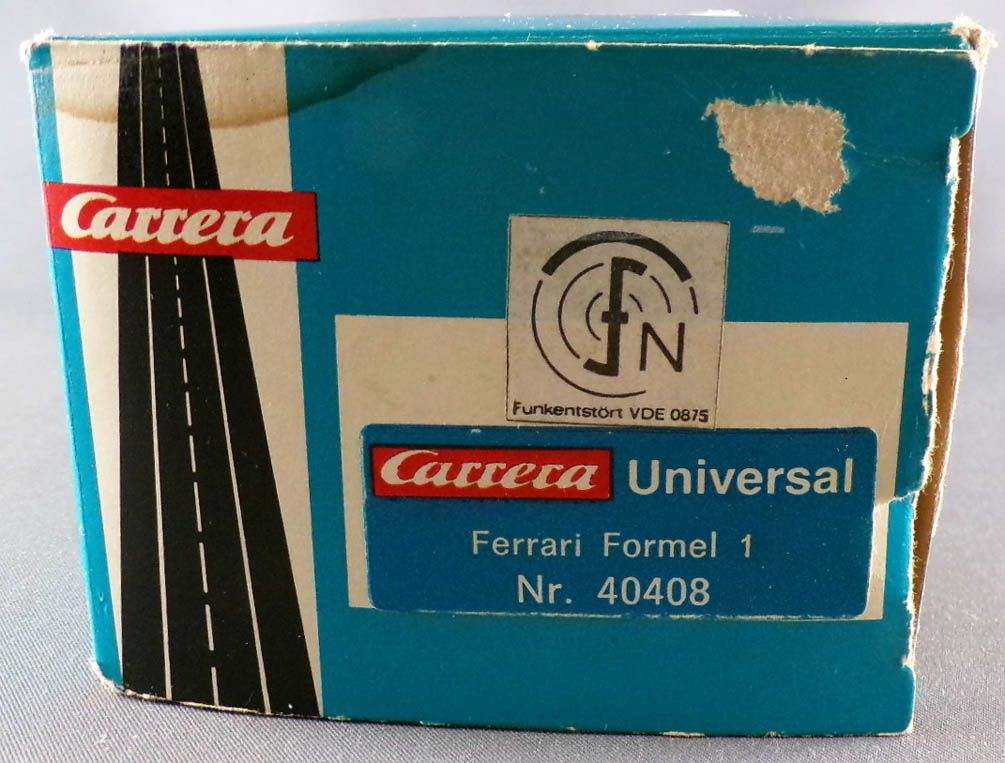 Carrera
FN
Funkentstört VDE 0875
Carrera Universal
Ferrari Formel 1
Nr. 40408